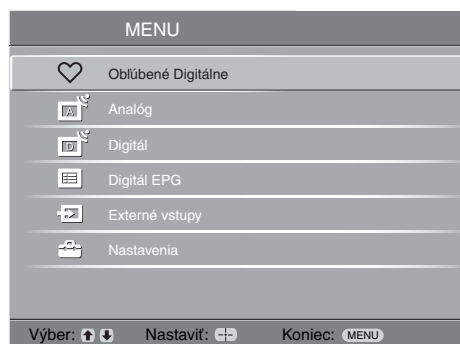 MENU
Obľúbené Digitálne
Analóg
Digitál
Digitál EPG
Externé vstupy
Nastavenia
Výber: Nastaviť: Koniec: MENU